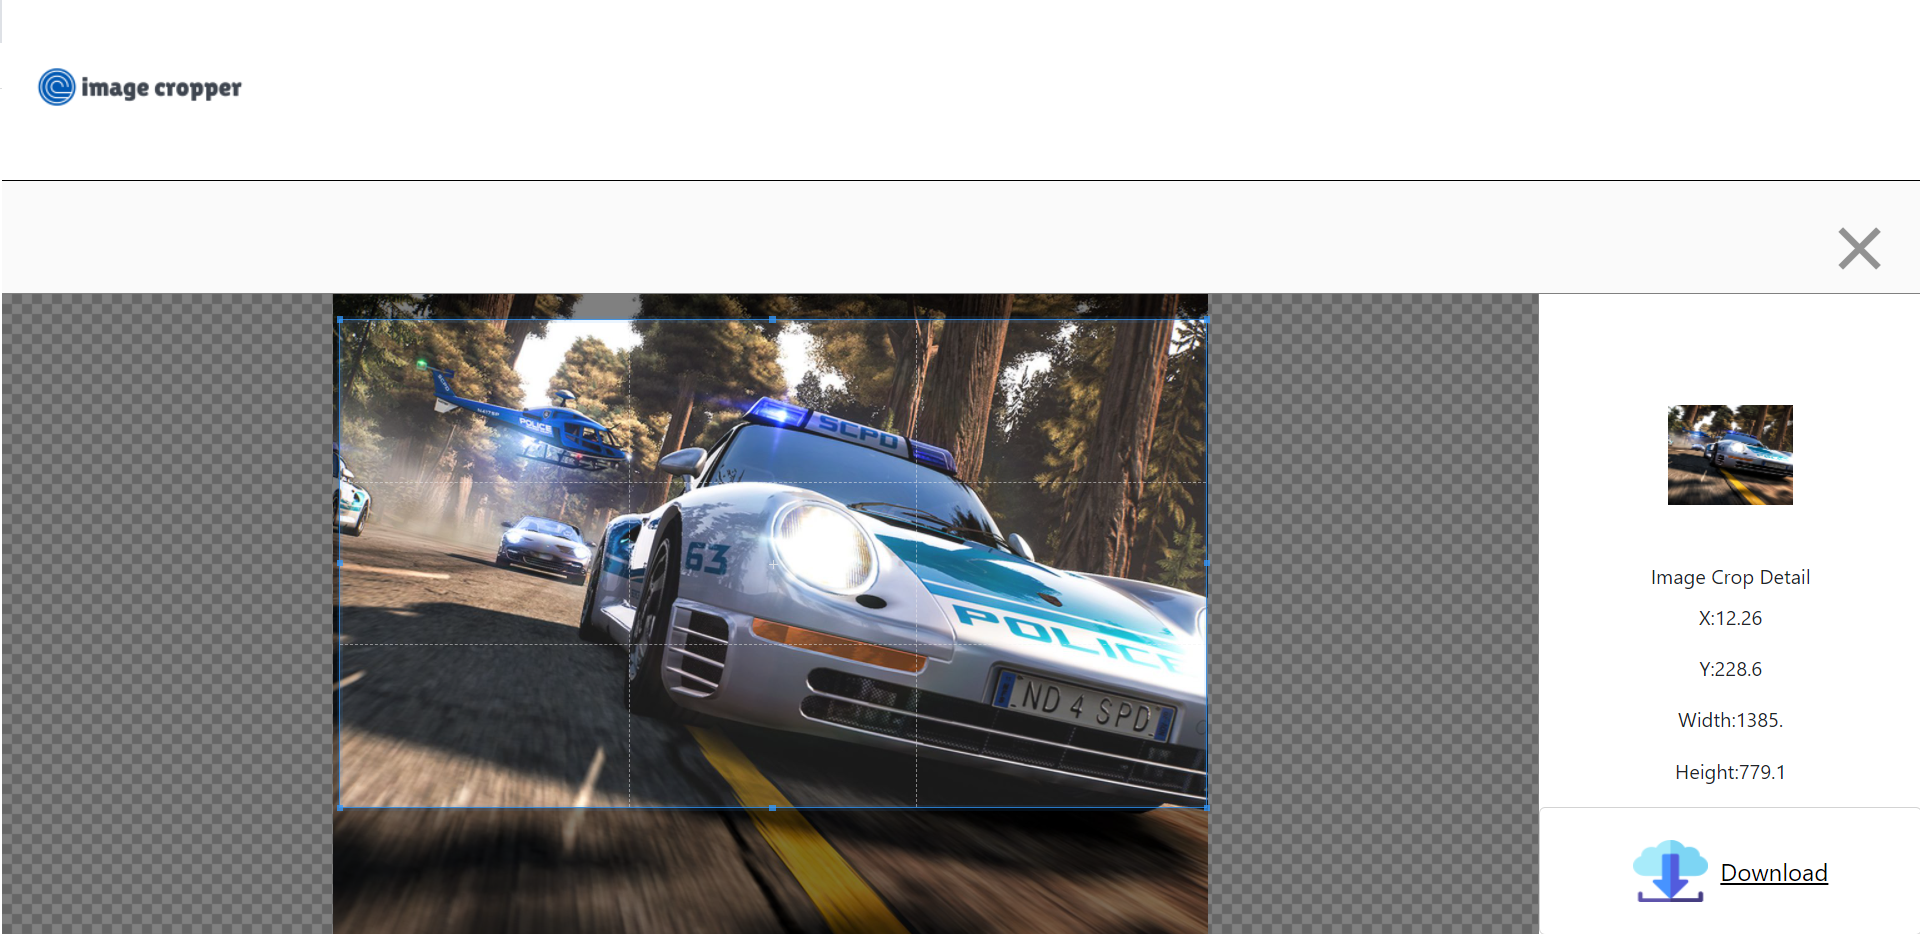 image cropper
SCPD
POLICE
SCPD
63
POLICE
ND 4 SPD
Image Crop Detail
X:12.26
Y:228.6
Width:1385.
Height:779.1
Download